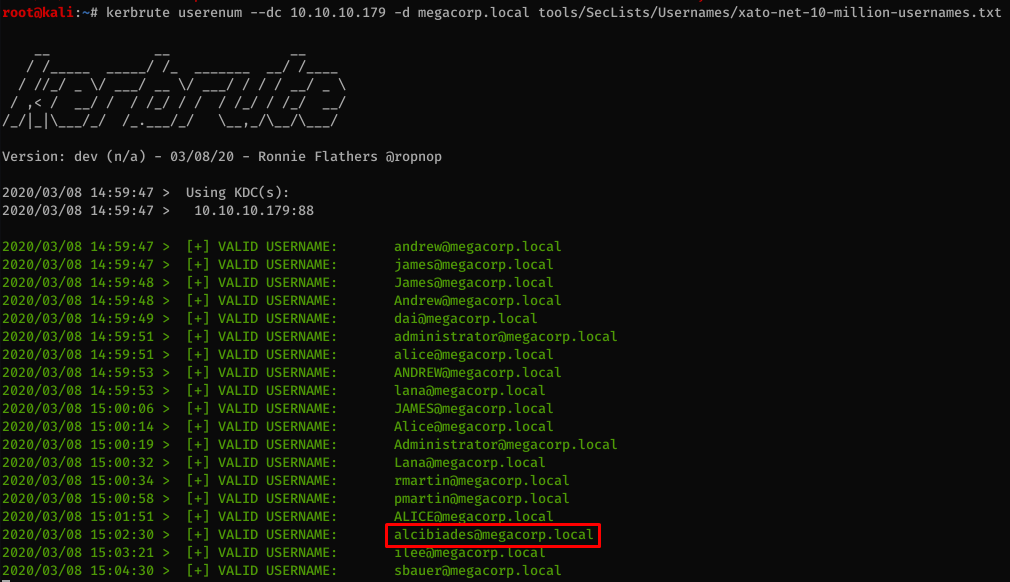 root@kali:~# kerbrute userenum --dc 10.10.10.179 -d megacorp.local tools/SecLists/Usernames/xato-net-10-million-usernames.txt
    __             __               __
   / /_____  _____/ /_  _______  __/ /____
  / //_/ _ \/ ___/ __ \/ ___/ / / / __/ _ \
 / ,< /  __/ /  / /_/ / /  / /_/ / /_/  __/
/_/|_|\___/_/  /_.___/_/   \__,_/\__/\___/
Version: dev (n/a) - 03/08/20 - Ronnie Flathers @ropnop
2020/03/08 14:59:47 >  Using KDC(s):
2020/03/08 14:59:47 >   10.10.10.179:88
2020/03/08 14:59:47 >  [+] VALID USERNAME:       andrew@megacorp.local
2020/03/08 14:59:47 >  [+] VALID USERNAME:       james@megacorp.local
2020/03/08 14:59:48 >  [+] VALID USERNAME:       James@megacorp.local
2020/03/08 14:59:48 >  [+] VALID USERNAME:       Andrew@megacorp.local
2020/03/08 14:59:49 >  [+] VALID USERNAME:       dai@megacorp.local
2020/03/08 14:59:51 >  [+] VALID USERNAME:       administrator@megacorp.local
2020/03/08 14:59:51 >  [+] VALID USERNAME:       alice@megacorp.local
2020/03/08 14:59:53 >  [+] VALID USERNAME:       ANDREW@megacorp.local
2020/03/08 14:59:53 >  [+] VALID USERNAME:       lana@megacorp.local
2020/03/08 15:00:06 >  [+] VALID USERNAME:       JAMES@megacorp.local
2020/03/08 15:00:14 >  [+] VALID USERNAME:       Alice@megacorp.local
2020/03/08 15:00:19 >  [+] VALID USERNAME:       Administrator@megacorp.local
2020/03/08 15:00:32 >  [+] VALID USERNAME:       Lana@megacorp.local
2020/03/08 15:00:34 >  [+] VALID USERNAME:       rmartin@megacorp.local
2020/03/08 15:00:58 >  [+] VALID USERNAME:       pmartin@megacorp.local
2020/03/08 15:01:51 >  [+] VALID USERNAME:       ALICE@megacorp.local
2020/03/08 15:02:30 >  [+] VALID USERNAME:       alcibiades@megacorp.local
2020/03/08 15:03:21 >  [+] VALID USERNAME:       ilee@megacorp.local
2020/03/08 15:04:30 >  [+] VALID USERNAME:       sbauer@megacorp.local